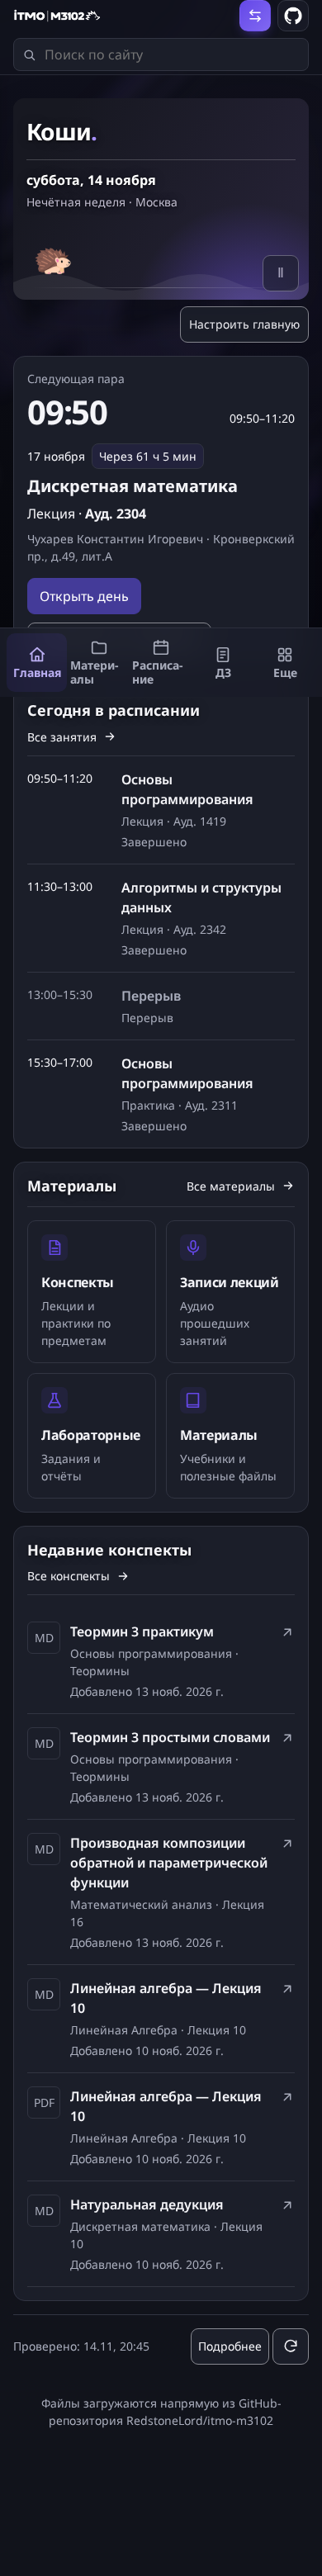 ITMO | M3102
Поиск по сайту
Коши.
суббота, 14 ноября
Нечётная неделя · Москва
Настроить главную
Следующая пара
09:50
09:50–11:20
17 ноября
Через 61 ч 5 мин
Дискретная математика
Лекция · Ауд. 2304
Чухарев Константин Игоревич · Кронверкский
пр., д.49, лит.А
Открыть день
Главная
Матери-
алы
Расписа-
ние
ДЗ
Еще
Сегодня в расписании
Все занятия →
09:50–11:20
Основы
программирования
Лекция · Ауд. 1419
Завершено
11:30–13:00
Алгоритмы и структуры
данных
Лекция · Ауд. 2342
Завершено
13:00–15:30
Перерыв
Перерыв
15:30–17:00
Основы
программирования
Практика · Ауд. 2311
Завершено
Материалы
Все материалы →
Конспекты
Лекции и
практики по
предметам
Записи лекций
Аудио
прошедших
занятий
Лабораторные
Задания и
отчёты
Материалы
Учебники и
полезные файлы
Недавние конспекты
Все конспекты →
MD
Теормин 3 практикум
Основы программирования ·
Теормины
Добавлено 13 нояб. 2026 г.
MD
Теормин 3 простыми словами
Основы программирования ·
Теормины
Добавлено 13 нояб. 2026 г.
MD
Производная композиции
обратной и параметрической
функции
Математический анализ · Лекция
16
Добавлено 13 нояб. 2026 г.
MD
Линейная алгебра — Лекция
10
Линейная Алгебра · Лекция 10
Добавлено 10 нояб. 2026 г.
PDF
Линейная алгебра — Лекция
10
Линейная Алгебра · Лекция 10
Добавлено 10 нояб. 2026 г.
MD
Натуральная дедукция
Дискретная математика · Лекция
10
Добавлено 10 нояб. 2026 г.
Проверено: 14.11, 20:45
Подробнее
Файлы загружаются напрямую из GitHub-
репозитория RedstoneLord/itmo-m3102